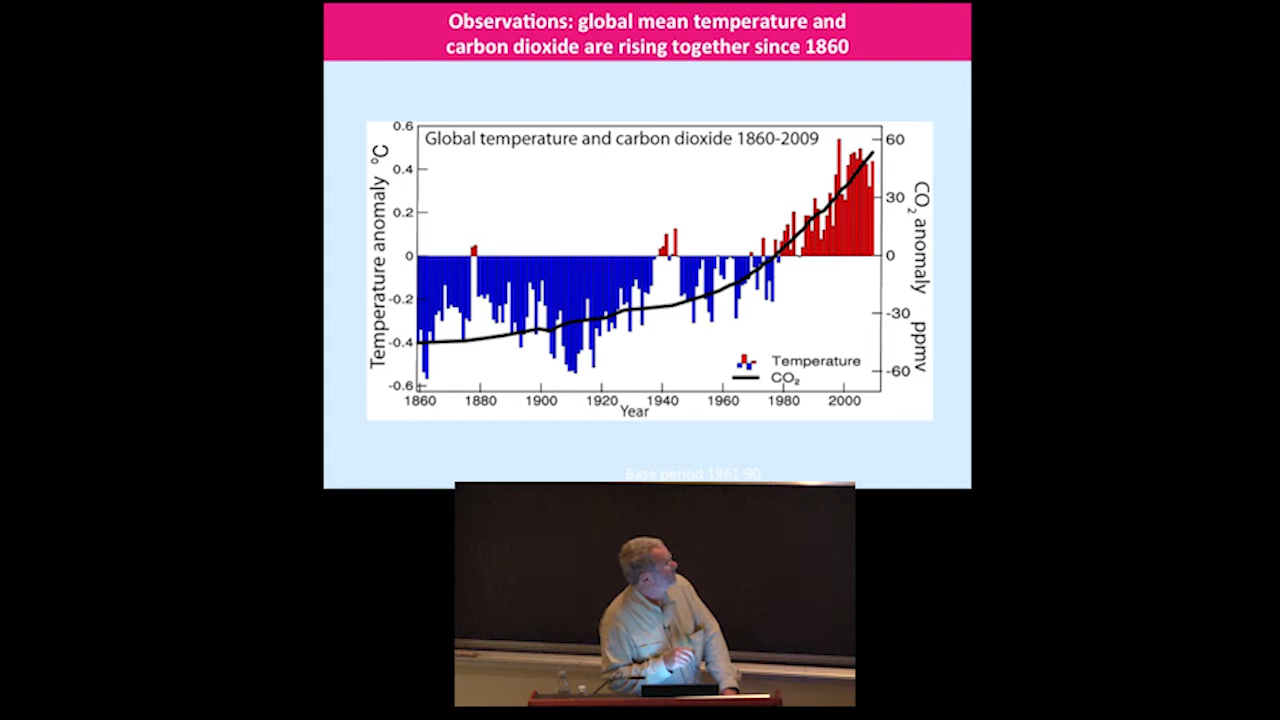 Observations: global mean temperature and
carbon dioxide are rising together since 1860
Global temperature and carbon dioxide 1860-2009
Temperature anomaly °C
0.6
0.4
0.2
0
-0.2
-0.4
-0.6
60
30
0
-30
-60
CO₂ anomaly ppmv
Temperature
CO₂
1860 1880 1900 1920 1940 1960 1980 2000
Year
Base period 1961-90